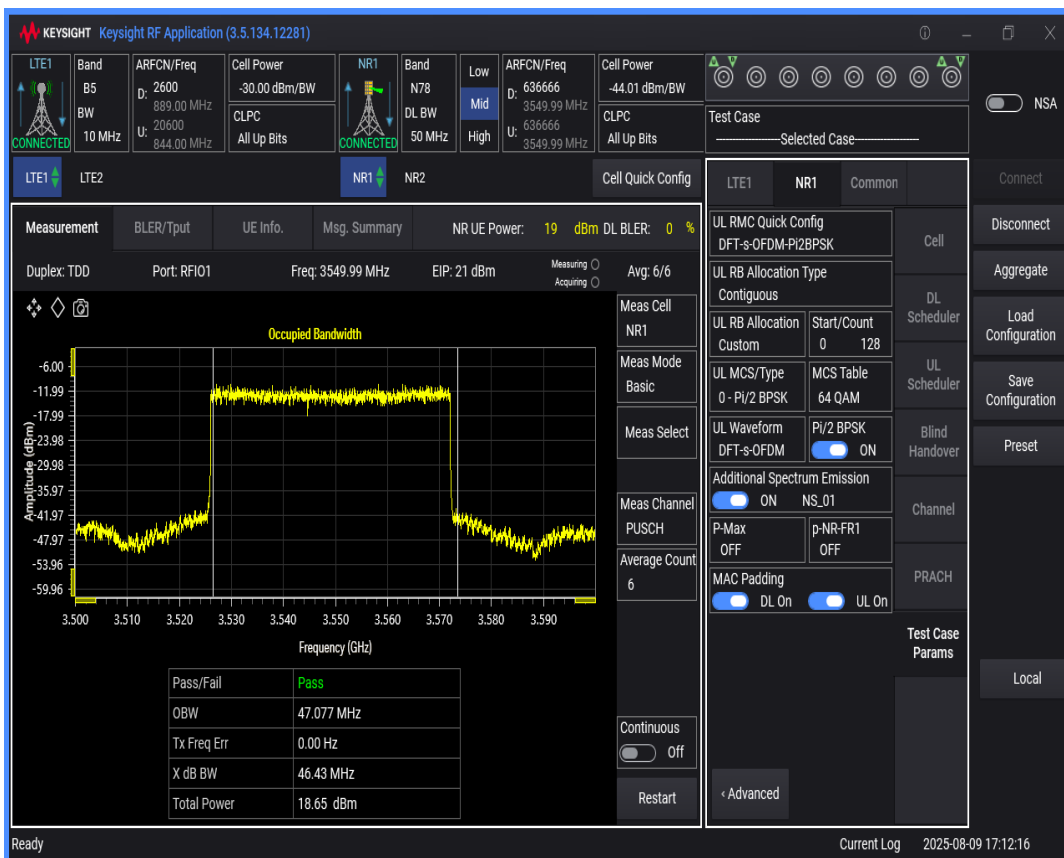 KEYSIGHT Keysight RF Application (3.5.134.12281)
LTE1 Band B5 BW 10 MHz CONNECTED
ARFCN/Freq D: 2600 889.00 MHz U: 20600 844.00 MHz
Cell Power -30.00 dBm/BW CLPC All Up Bits
NR1 Band N78 DL BW 50 MHz CONNECTED
Low Mid High
ARFCN/Freq D: 636666 3549.99 MHz U: 636666 3549.99 MHz
Cell Power -44.01 dBm/BW CLPC All Up Bits
Test Case
----------------Selected Case----------------
NSA
LTE1 LTE2 NR1 NR2 Cell Quick Config
Measurement BLER/Tput UE Info. Msg. Summary NR UE Power: 19 dBm DL BLER: 0 %
Duplex: TDD Port: RFIO1 Freq: 3549.99 MHz EIP: 21 dBm Measuring Acquiring Avg: 6/6
Occupied Bandwidth
Amplitude (dBm)
-6.00
-11.99
-17.99
-23.98
-29.98
-35.97
-41.97
-47.97
-53.96
-59.96
3.500 3.510 3.520 3.530 3.540 3.550 3.560 3.570 3.580 3.590
Frequency (GHz)
Pass/Fail Pass
OBW 47.077 MHz
Tx Freq Err 0.00 Hz
X dB BW 46.43 MHz
Total Power 18.65 dBm
Meas Cell
NR1
Meas Mode
Basic
Meas Select
Meas Channel
PUSCH
Average Count
6
Continuous
Off
Restart
LTE1 NR1 Common
UL RMC Quick Config
DFT-s-OFDM-Pi2BPSK
UL RB Allocation Type
Contiguous
UL RB Allocation Start/Count
Custom 0 128
UL MCS/Type MCS Table
0 - Pi/2 BPSK 64 QAM
UL Waveform Pi/2 BPSK
DFT-s-OFDM ON
Additional Spectrum Emission
ON NS_01
P-Max p-NR-FR1
OFF OFF
MAC Padding
DL On UL On
‹ Advanced
Cell
DL Scheduler
UL Scheduler
Blind Handover
Channel
PRACH
Test Case Params
Connect
Disconnect
Aggregate
Load Configuration
Save Configuration
Preset
Local
Ready Current Log 2025-08-09 17:12:16